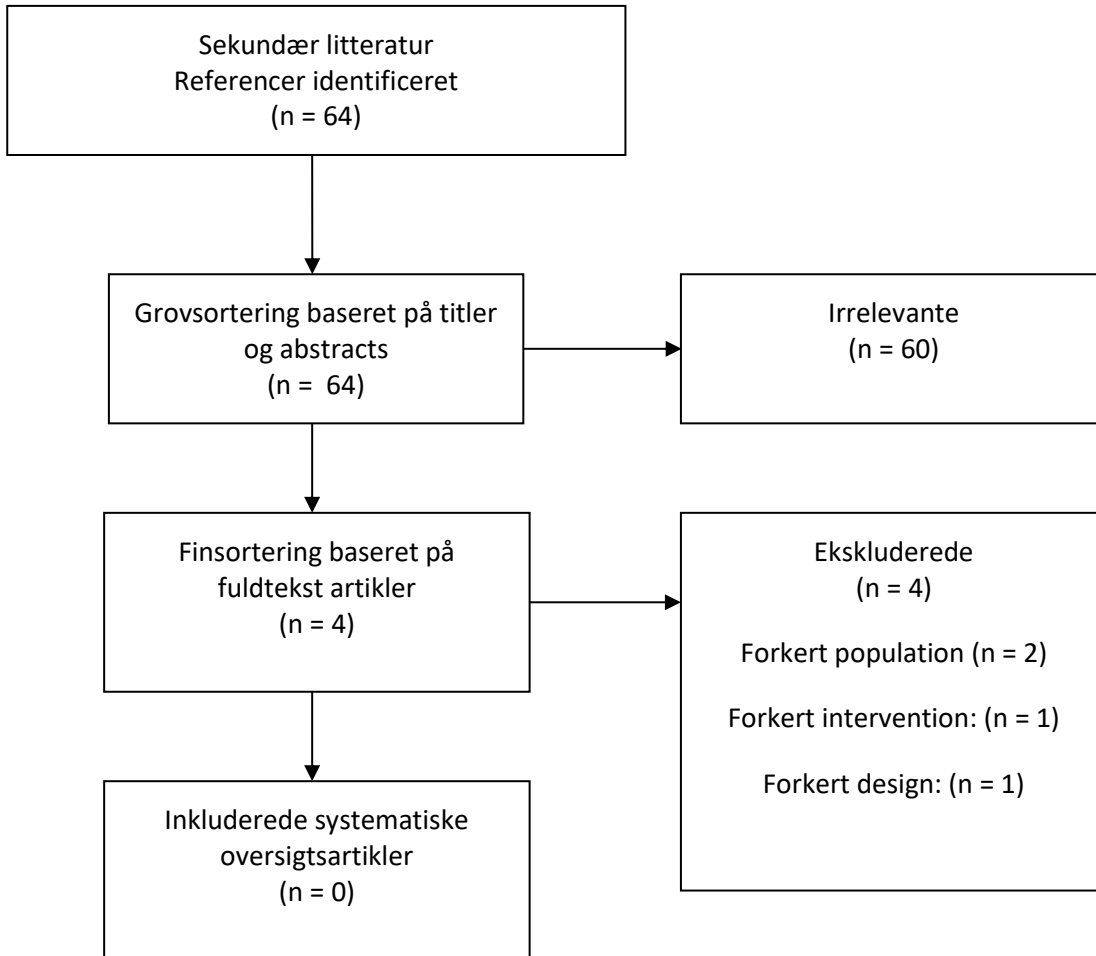 Sekundær litteratur
Referencer identificeret
(n = 64)
Grovsortering baseret på titler
og abstracts
(n =  64)
Irrelevante
(n = 60)
Finsortering baseret på
fuldtekst artikler
(n = 4)
Ekskluderede
(n = 4)
Forkert population (n = 2)
Forkert intervention: (n = 1)
Forkert design: (n = 1)
Inkluderede systematiske
oversigtsartikler
(n = 0)